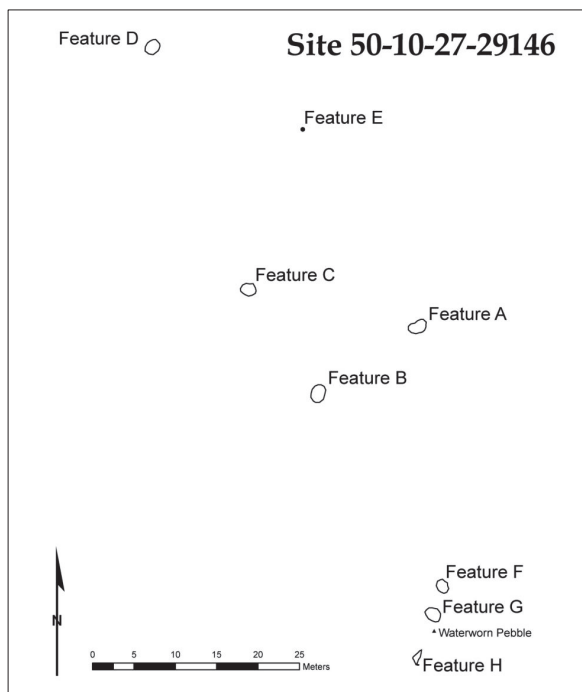 Feature D
Site 50-10-27-29146
Feature E
Feature C
Feature A
Feature B
Feature F
Feature G
Waterworn Pebble
Feature H
N
0 5 10 15 20 25
Meters